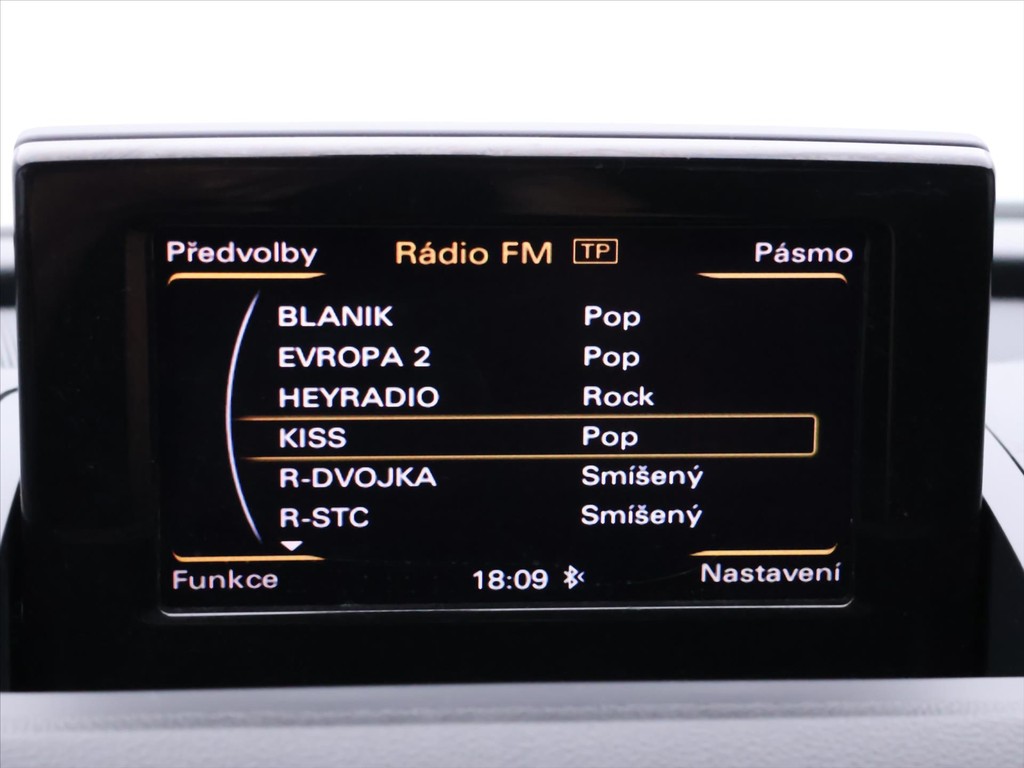 Předvolby Rádio FM TP Pásmo
BLANIK Pop
EVROPA 2 Pop
HEYRADIO Rock
KISS Pop
R-DVOJKA Smíšený
R-STC Smíšený
Funkce 18:09 Nastavení